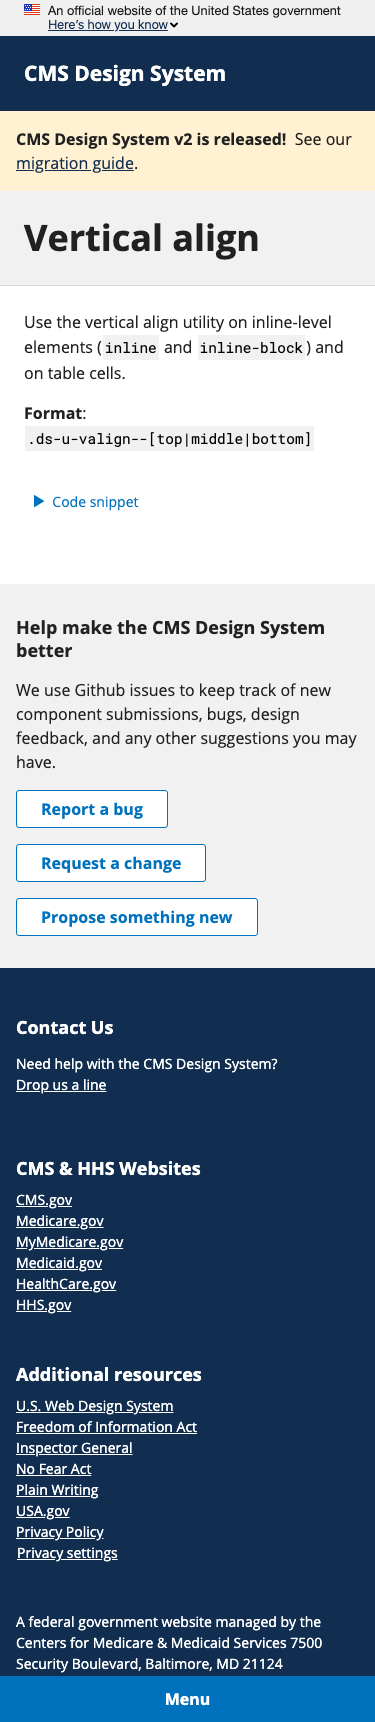 An official website of the United States government
Here's how you know
CMS Design System
CMS Design System v2 is released! See our
migration guide.
Vertical align
Use the vertical align utility on inline-level
elements (inline and inline-block) and
on table cells.
Format:
.ds-u-valign--[top|middle|bottom]
Code snippet
Help make the CMS Design System
better
We use Github issues to keep track of new
component submissions, bugs, design
feedback, and any other suggestions you may
have.
Report a bug
Request a change
Propose something new
Contact Us
Need help with the CMS Design System?
Drop us a line
CMS & HHS Websites
CMS.gov
Medicare.gov
MyMedicare.gov
Medicaid.gov
HealthCare.gov
HHS.gov
Additional resources
U.S. Web Design System
Freedom of Information Act
Inspector General
No Fear Act
Plain Writing
USA.gov
Privacy Policy
Privacy settings
A federal government website managed by the
Centers for Medicare & Medicaid Services 7500
Security Boulevard, Baltimore, MD 21124
Menu